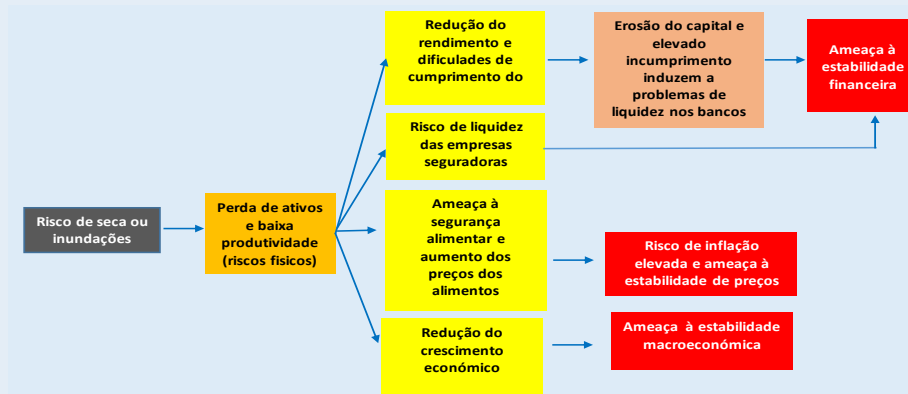 Risco de seca ou
inundações
Perda de ativos
e baixa
produtividade
(riscos fisicos)
Redução do
rendimento e
dificulades de
cumprimento do
Erosão do capital e
elevado
incumprimento
induzem a
problemas de
liquidez nos bancos
Ameaça à
estabilidade
financeira
Risco de liquidez
das empresas
seguradoras
Ameaça à
segurança
alimentar e
aumento dos
preços dos
alimentos
Risco de inflação
elevada e ameaça à
estabilidade de preços
Redução do
crescimento
económico
Ameaça à estabilidade
macroeconómica